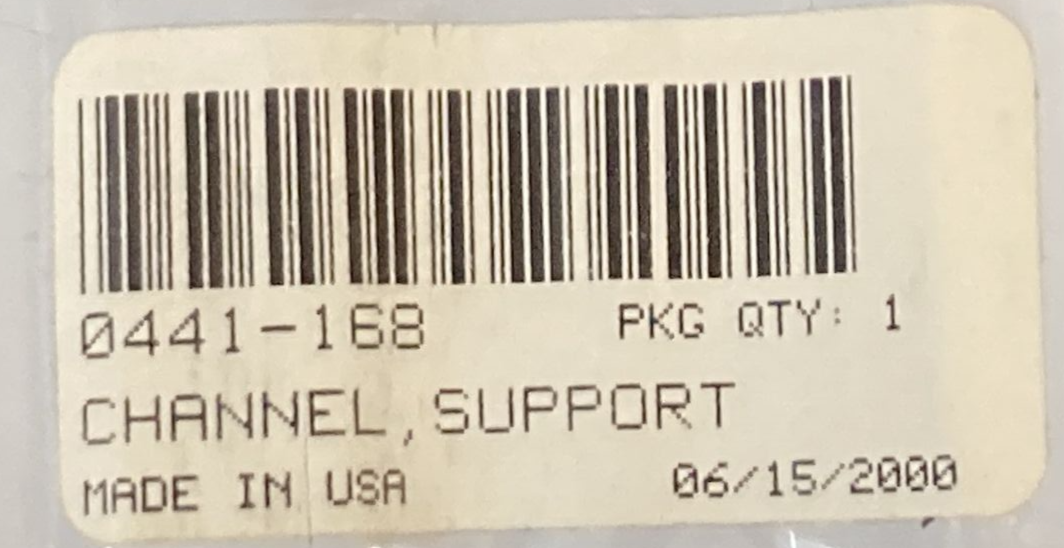 0441-168 PKG QTY: 1
CHANNEL,SUPPORT
MADE IN USA 06/15/2000